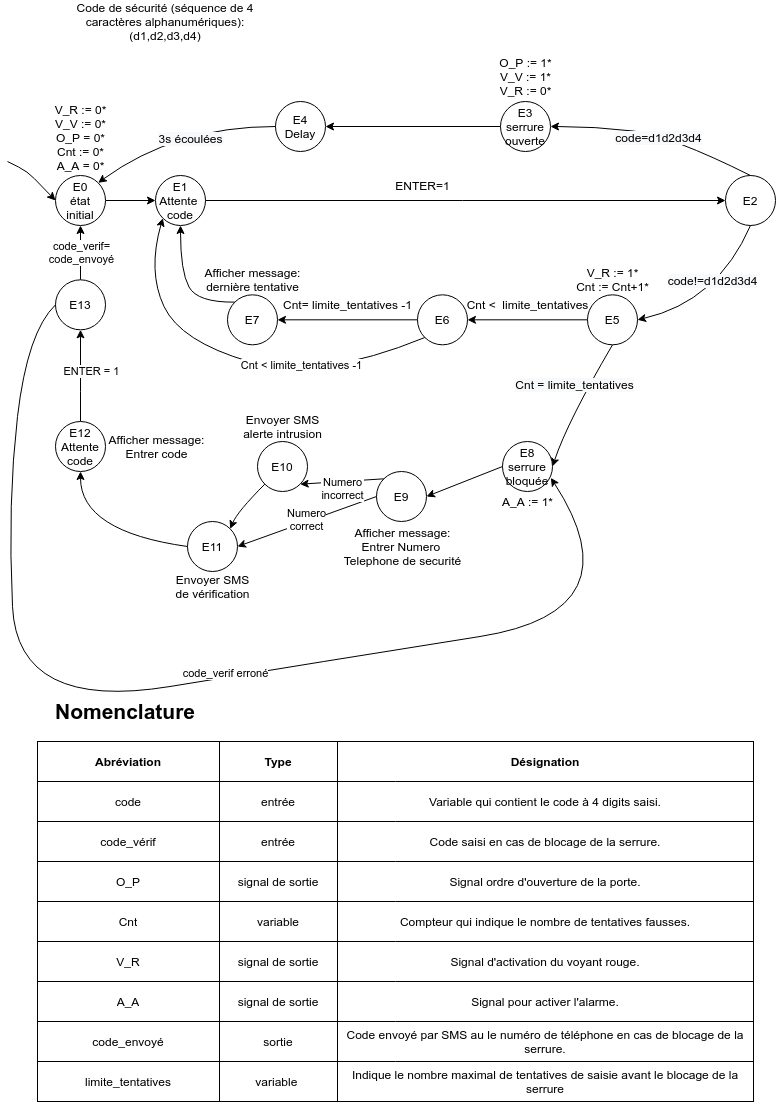 Code de sécurité (séquence de 4
caractères alphanumériques):
(d1,d2,d3,d4)
O_P := 1*
V_V := 1*
V_R := 0*
V_R := 0*
V_V := 0*
O_P = 0*
Cnt := 0*
A_A = 0*
E4
Delay
E3
serrure
ouverte
3s écoulées
code=d1d2d3d4
E0
état
initial
E1
Attente
code
ENTER=1
E2
code_verif=
code_envoyé
Afficher message:
dernière tentative
V_R := 1*
Cnt := Cnt+1*
code!=d1d2d3d4
E13
E7
Cnt= limite_tentatives -1
E6
Cnt <  limite_tentatives
E5
Cnt < limite_tentatives -1
ENTER = 1
Cnt = limite_tentatives
E12
Attente
code
Afficher message:
Entrer code
Envoyer SMS
alerte intrusion
E10
E8
serrure
bloquée
A_A := 1*
Numero
incorrect
E9
Numero
correct
Afficher message:
Entrer Numero
Telephone de securité
E11
Envoyer SMS
de vérification
code_verif erroné
Nomenclature
Abréviation Type Désignation
code entrée Variable qui contient le code à 4 digits saisi.
code_vérif entrée Code saisi en cas de blocage de la serrure.
O_P signal de sortie Signal ordre d'ouverture de la porte.
Cnt variable Compteur qui indique le nombre de tentatives fausses.
V_R signal de sortie Signal d'activation du voyant rouge.
A_A signal de sortie Signal pour activer l'alarme.
code_envoyé sortie Code envoyé par SMS au le numéro de téléphone en cas de blocage de la
serrure.
limite_tentatives variable Indique le nombre maximal de tentatives de saisie avant le blocage de la
serrure